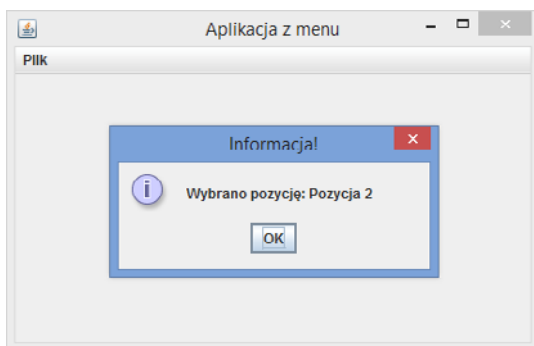 Aplikacja z menu
Plik
Informacja!
Wybrano pozycję: Pozycja 2
OK